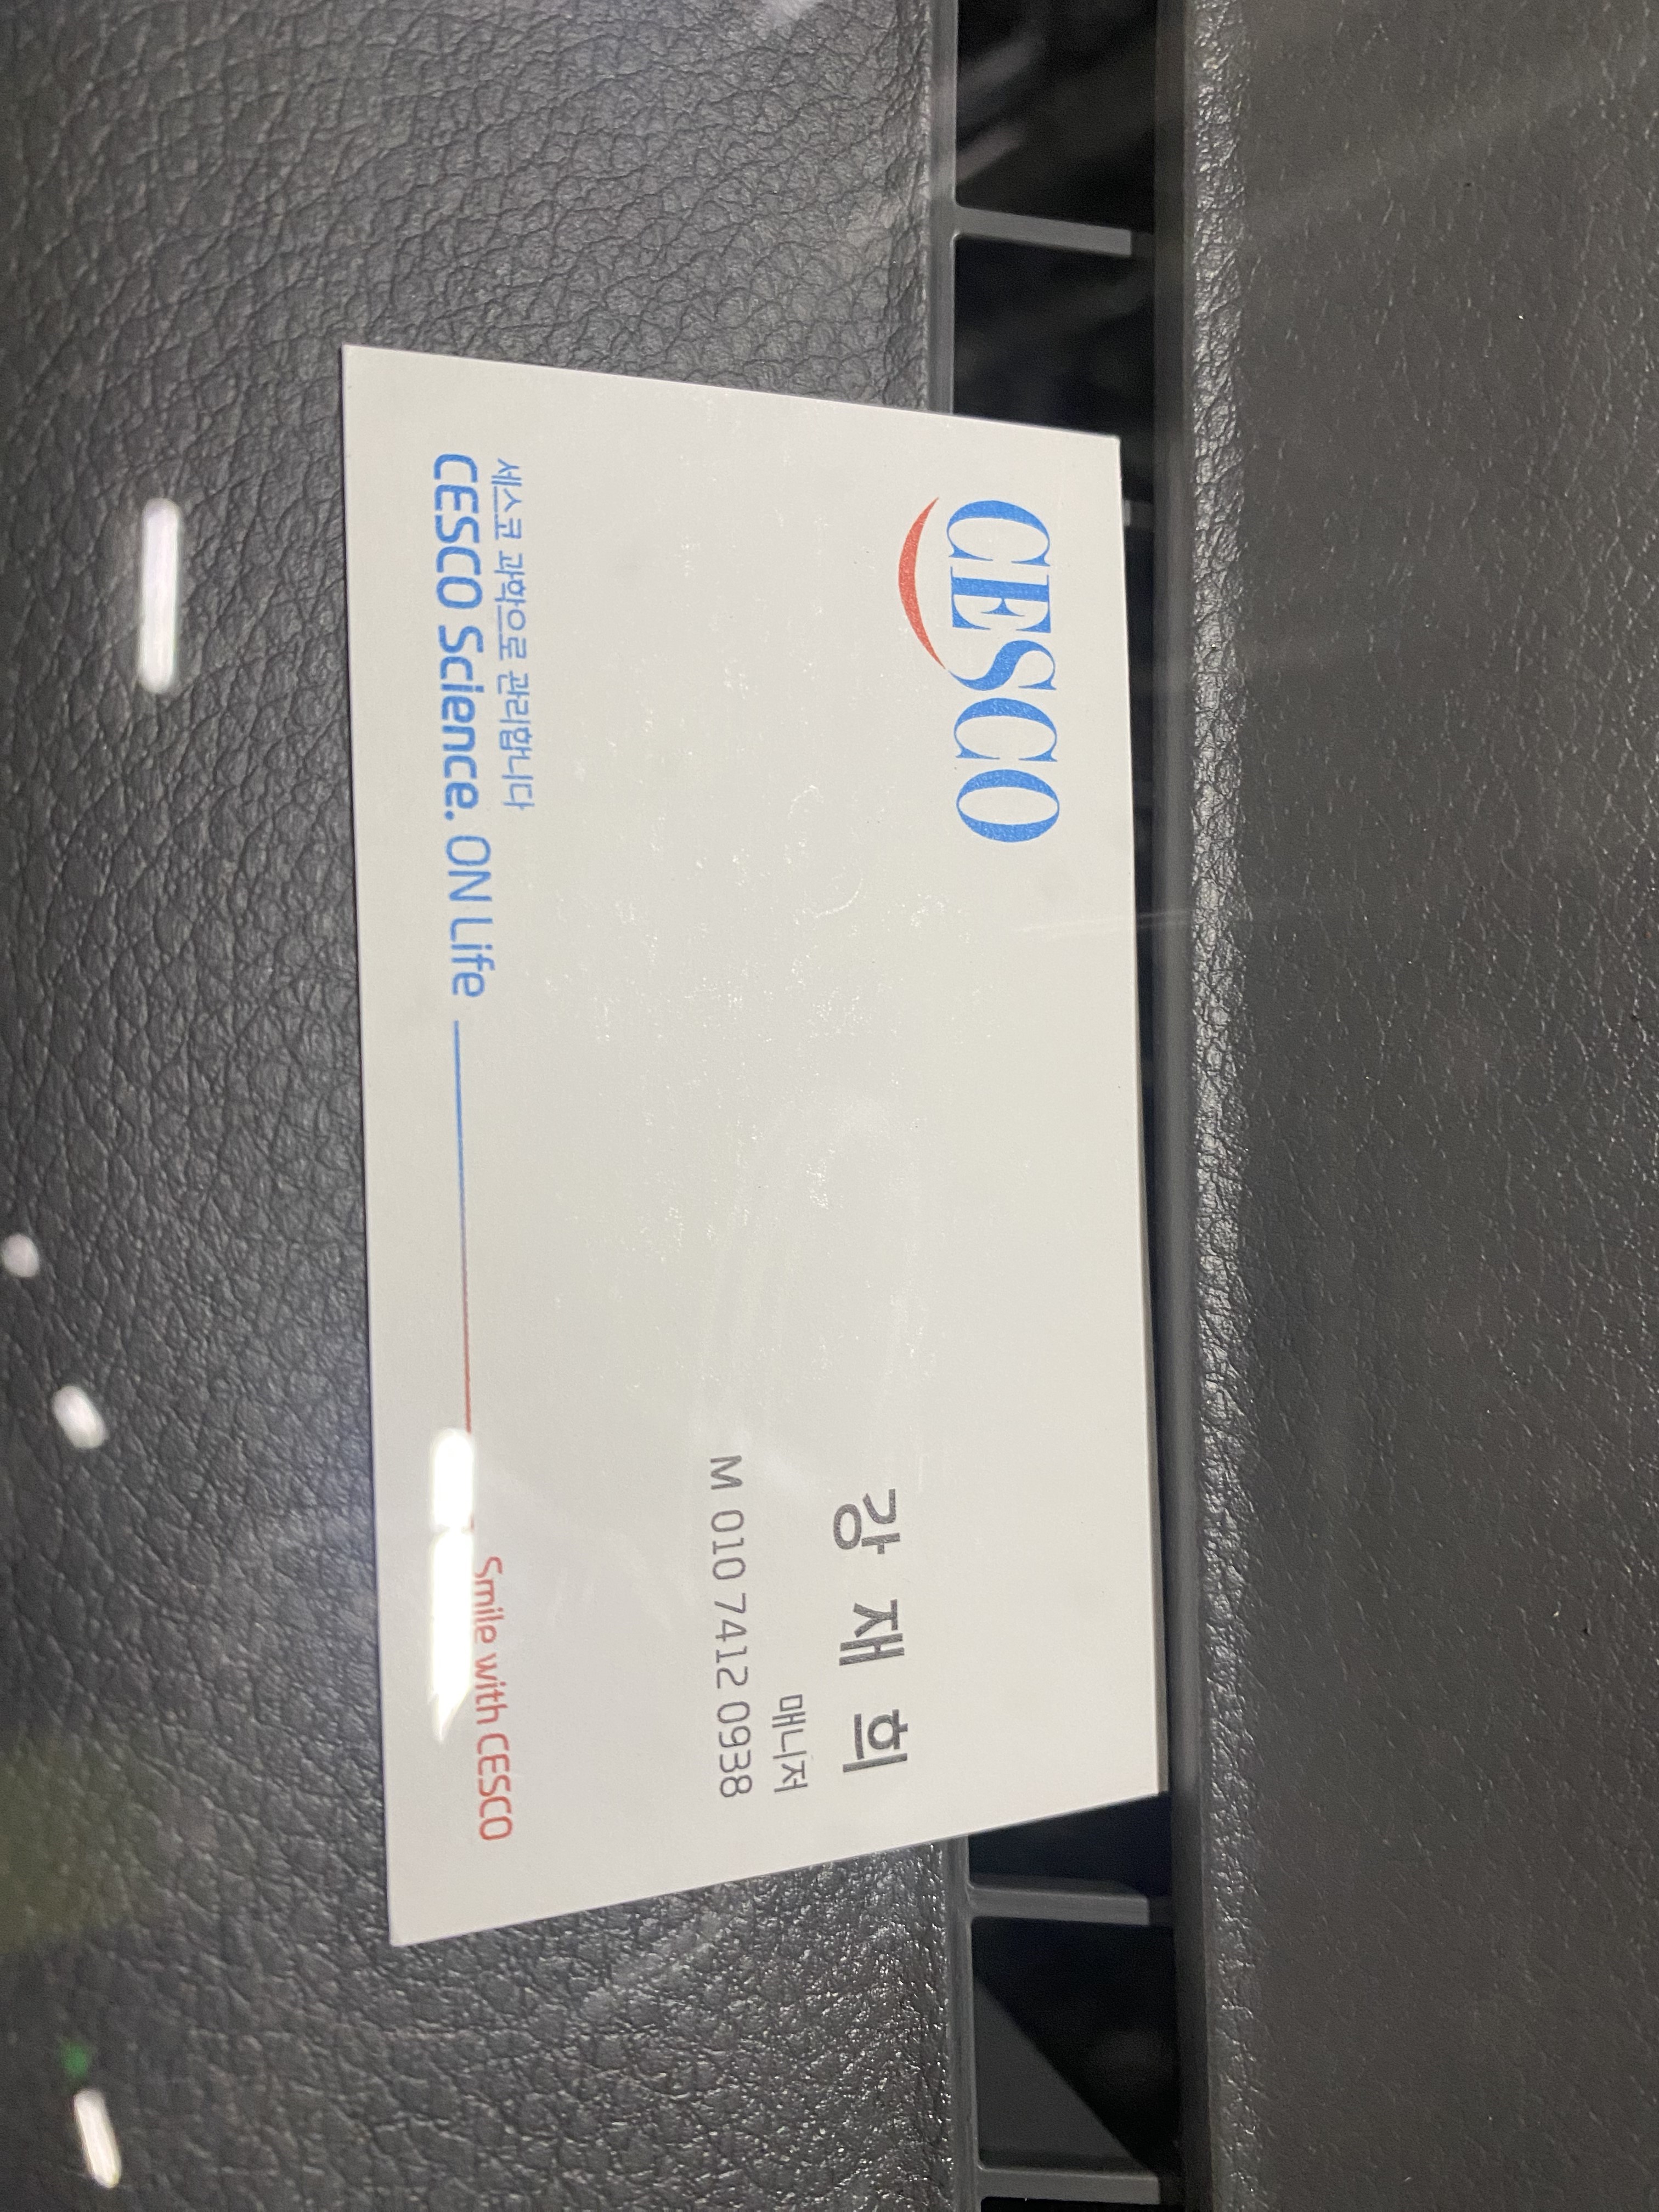 CESCO
강재희
매니저
M 010 7412 0938
세스코 과학으로 관리합니다
CESCO Science. ON Life
Smile with CESCO